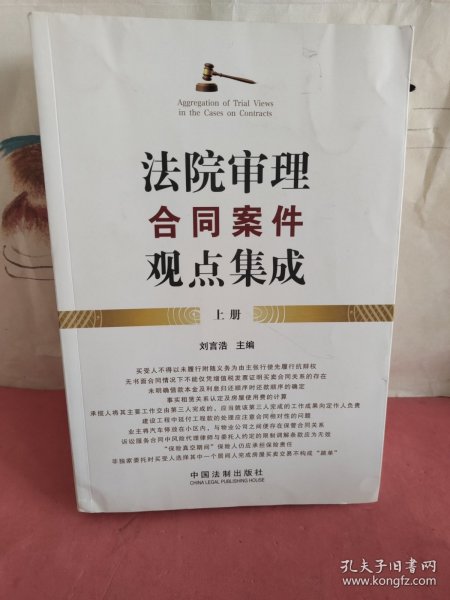 Aggregation of Trial Views
in the Cases on Contracts
法院审理
合同案件
观点集成
上册
刘言浩 主编
买受人不得以未履行附随义务为由主张行使先履行抗辩权
无书面合同情况下不能仅凭增值税发票证明买卖合同关系的存在
未明确借款本金及利息归还顺序时还款顺序的确定
事实租赁关系认定及房屋使用费的计算
承揽人将其主要工作交由第三人完成的，应当就该第三人完成的工作成果向定作人负责
建设工程中垫付工程款的处理应注意合同相对性的问题
业主将汽车停放在小区内，与物业公司之间便存在保管合同关系
诉讼服务合同中风险代理律师与委托人约定的限制调解条款应为无效
“保险真空期间”保险人仍应承担保险责任
非独家委托时买受人选择其中一个居间人完成房屋买卖交易不构成“跳单”
中国法制出版社
CHINA LEGAL PUBLISHING HOUSE
孔夫子旧书网
www.kongfz.com